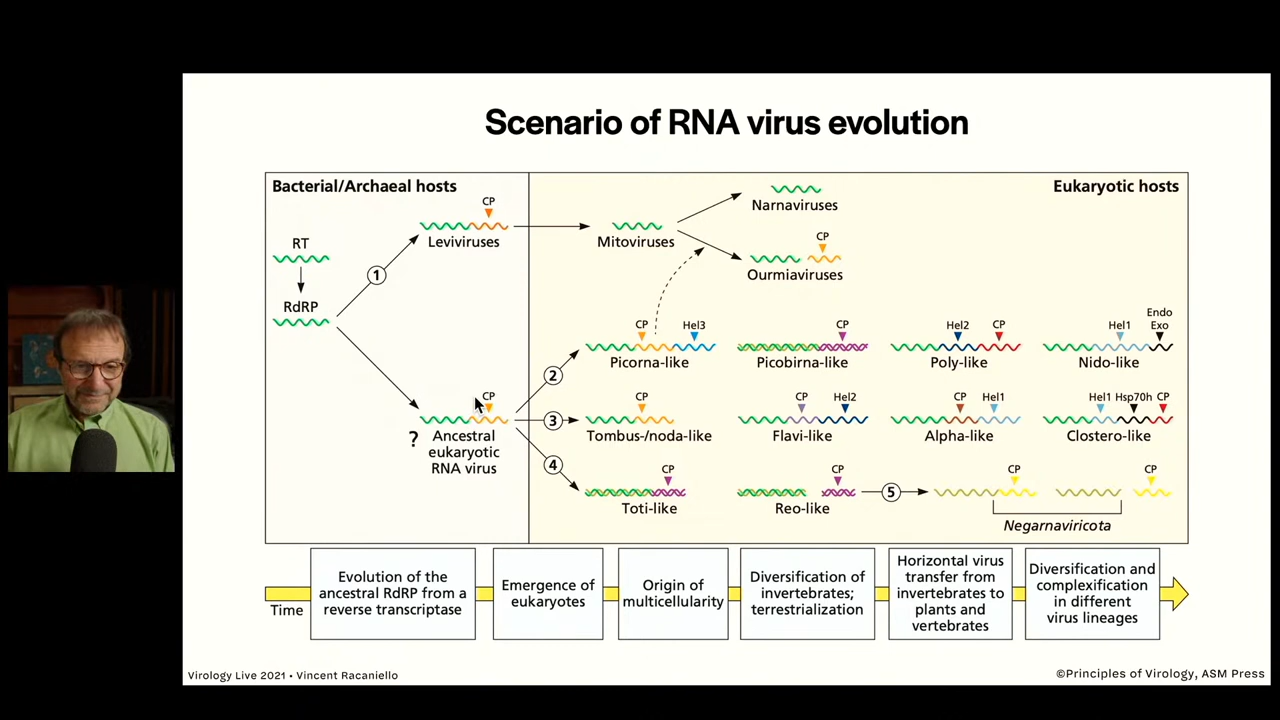 Scenario of RNA virus evolution
Bacterial/Archaeal hosts
Eukaryotic hosts
RT
RdRP
1
CP
Leviviruses
Mitoviruses
Narnaviruses
CP
Ourmiaviruses
CP
?
Ancestral
eukaryotic
RNA virus
2
3
4
CP Hel3
Picorna-like
CP
Picobirna-like
Hel2 CP
Poly-like
Hel1 Endo
Exo
Nido-like
CP
Tombus-/noda-like
CP Hel2
Flavi-like
CP Hel1
Alpha-like
Hel1 Hsp70h CP
Clostero-like
CP
Toti-like
CP
Reo-like
5
CP
CP
Negarnaviricota
Time
Evolution of the
ancestral RdRP from a
reverse transcriptase
Emergence of
eukaryotes
Origin of
multicellularity
Diversification of
invertebrates;
terrestrialization
Horizontal virus
transfer from
invertebrates to
plants and
vertebrates
Diversification and
complexification
in different
virus lineages
Virology Live 2021 • Vincent Racaniello
©Principles of Virology, ASM Press